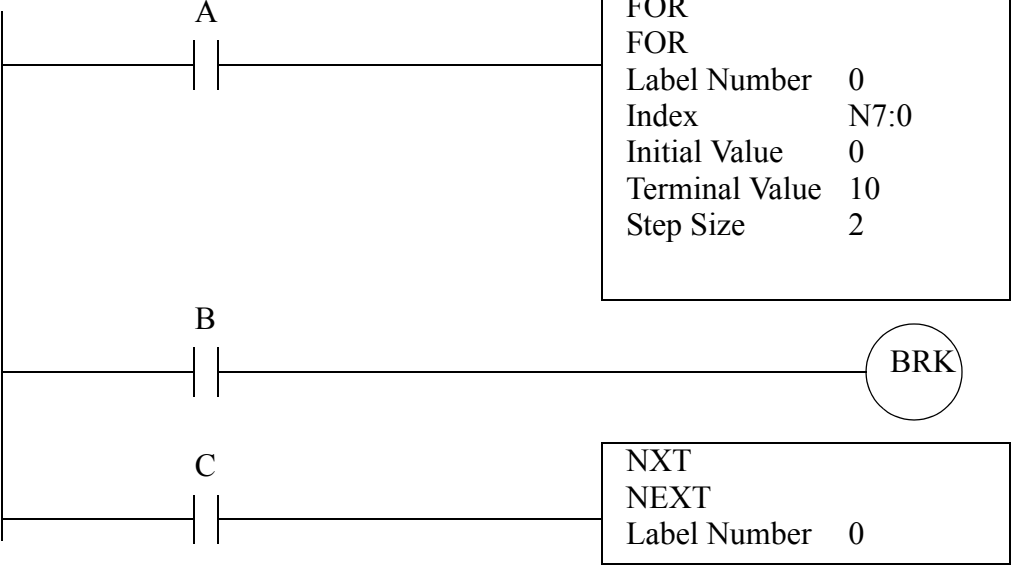 A
FOR
FOR
Label Number 0
Index N7:0
Initial Value 0
Terminal Value 10
Step Size 2
B
BRK
C
NXT
NEXT
Label Number 0